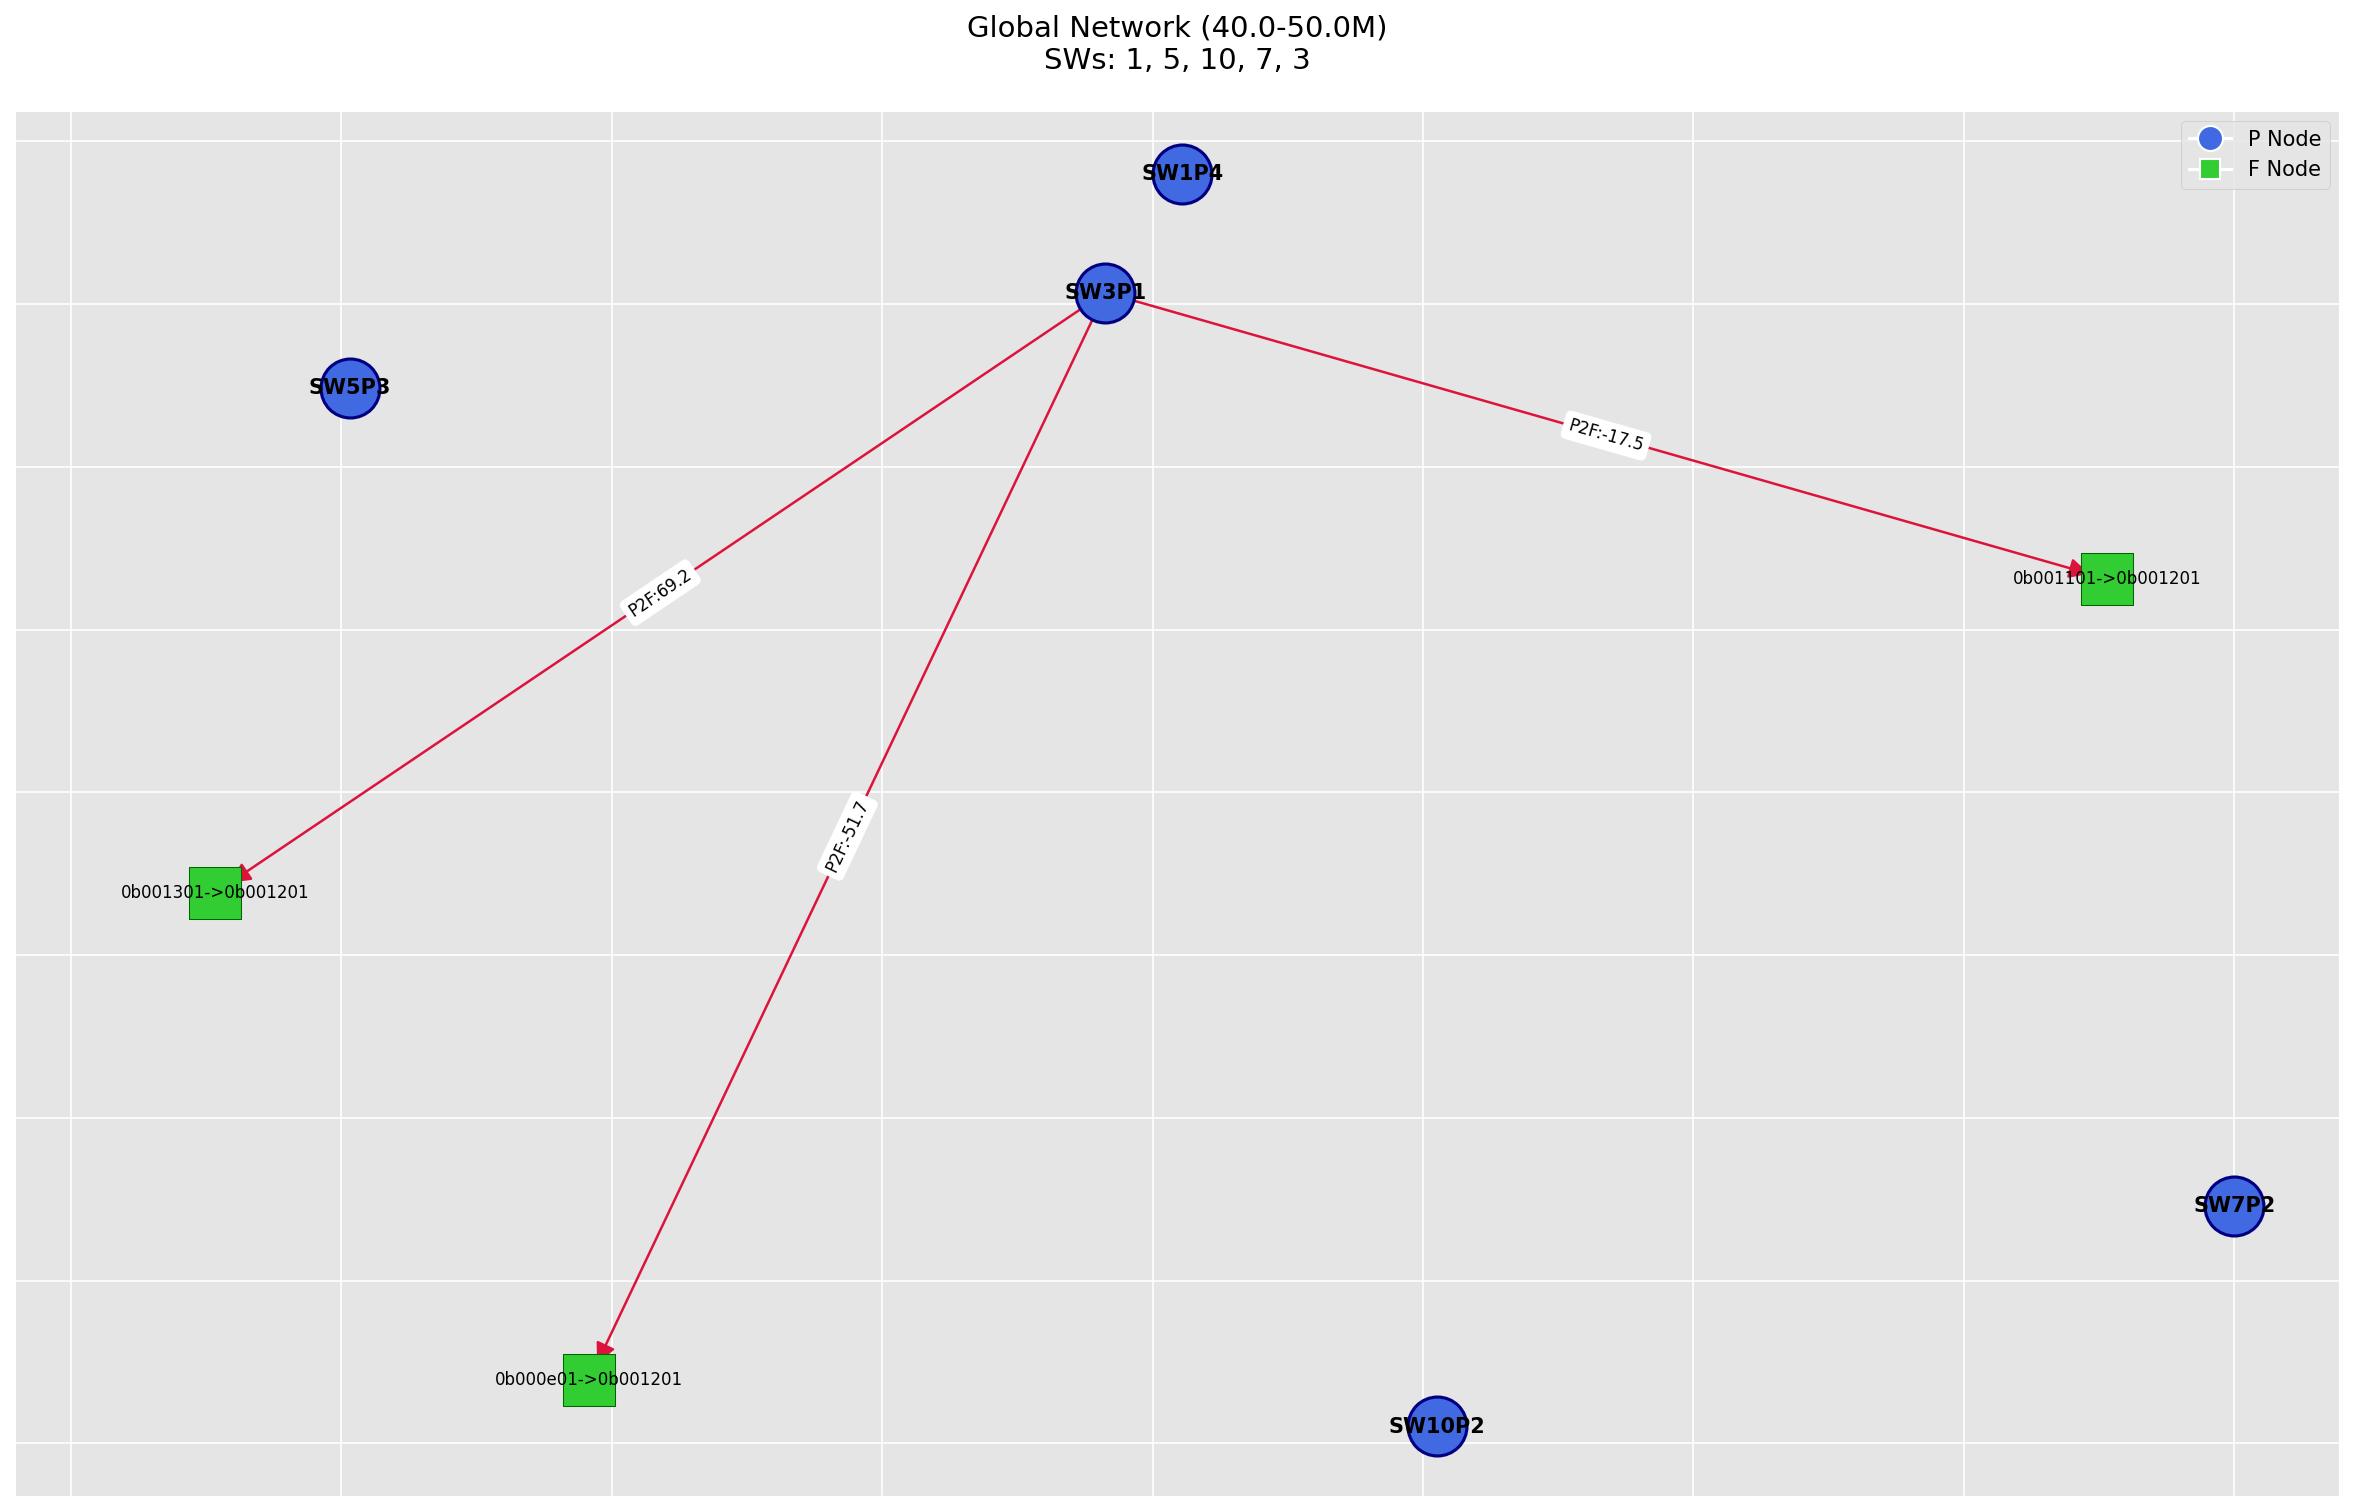 Global Network (40.0-50.0M)
SWs: 1, 5, 10, 7, 3
P Node
F Node
SW1P4
SW3P1
SW5P3
P2F:-17.5
P2F:69.2
0b001101->0b001201
P2F:-51.7
0b001301->0b001201
SW7P2
0b000e01->0b001201
SW10P2